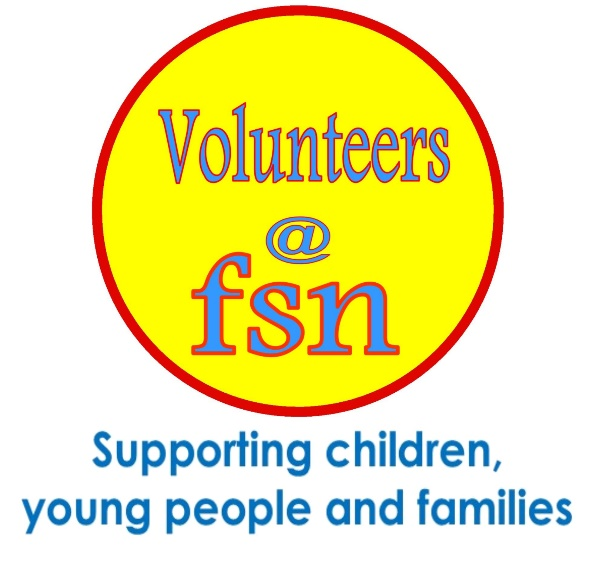 Volunteers
@
fsn
Supporting children,
young people and families